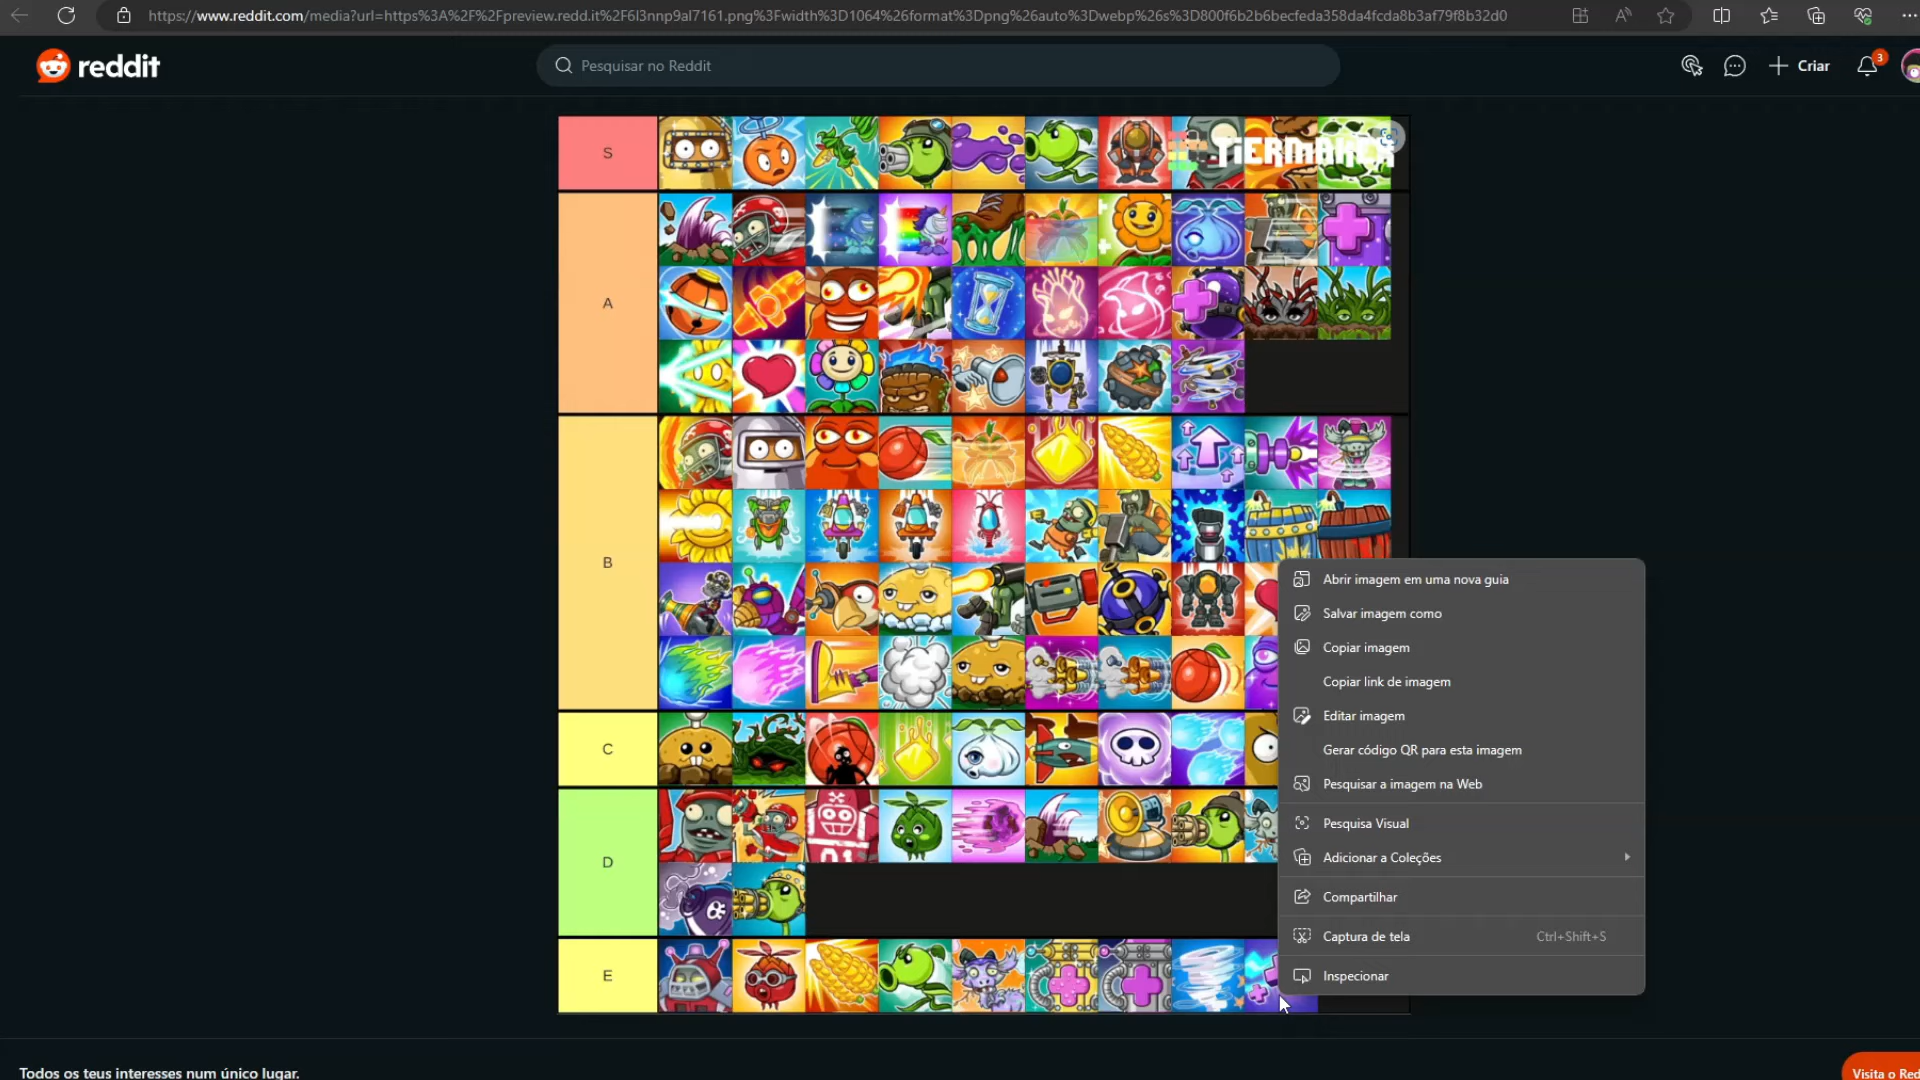 https://www.reddit.com/media?url=https%3A%2F%2Fpreview.redd.it%2F6l3nnp9al7161.png%3Fwidth%3D1064%26format%3Dpng%26auto%3Dwebp%26s%3D800f6b2b6becfeda358da4fcda8b3af79f8b32d0
reddit
Pesquisar no Reddit
Criar
3
S
TiERMAKER
A
B
Abrir imagem em uma nova guia
Salvar imagem como
Copiar imagem
Copiar link de imagem
Editar imagem
Gerar código QR para esta imagem
Pesquisar a imagem na Web
Pesquisa Visual
Adicionar a Coleções
Compartilhar
Captura de tela Ctrl+Shift+S
Inspecionar
C
D
01
E
Todos os teus interesses num único lugar.
Visita o Red